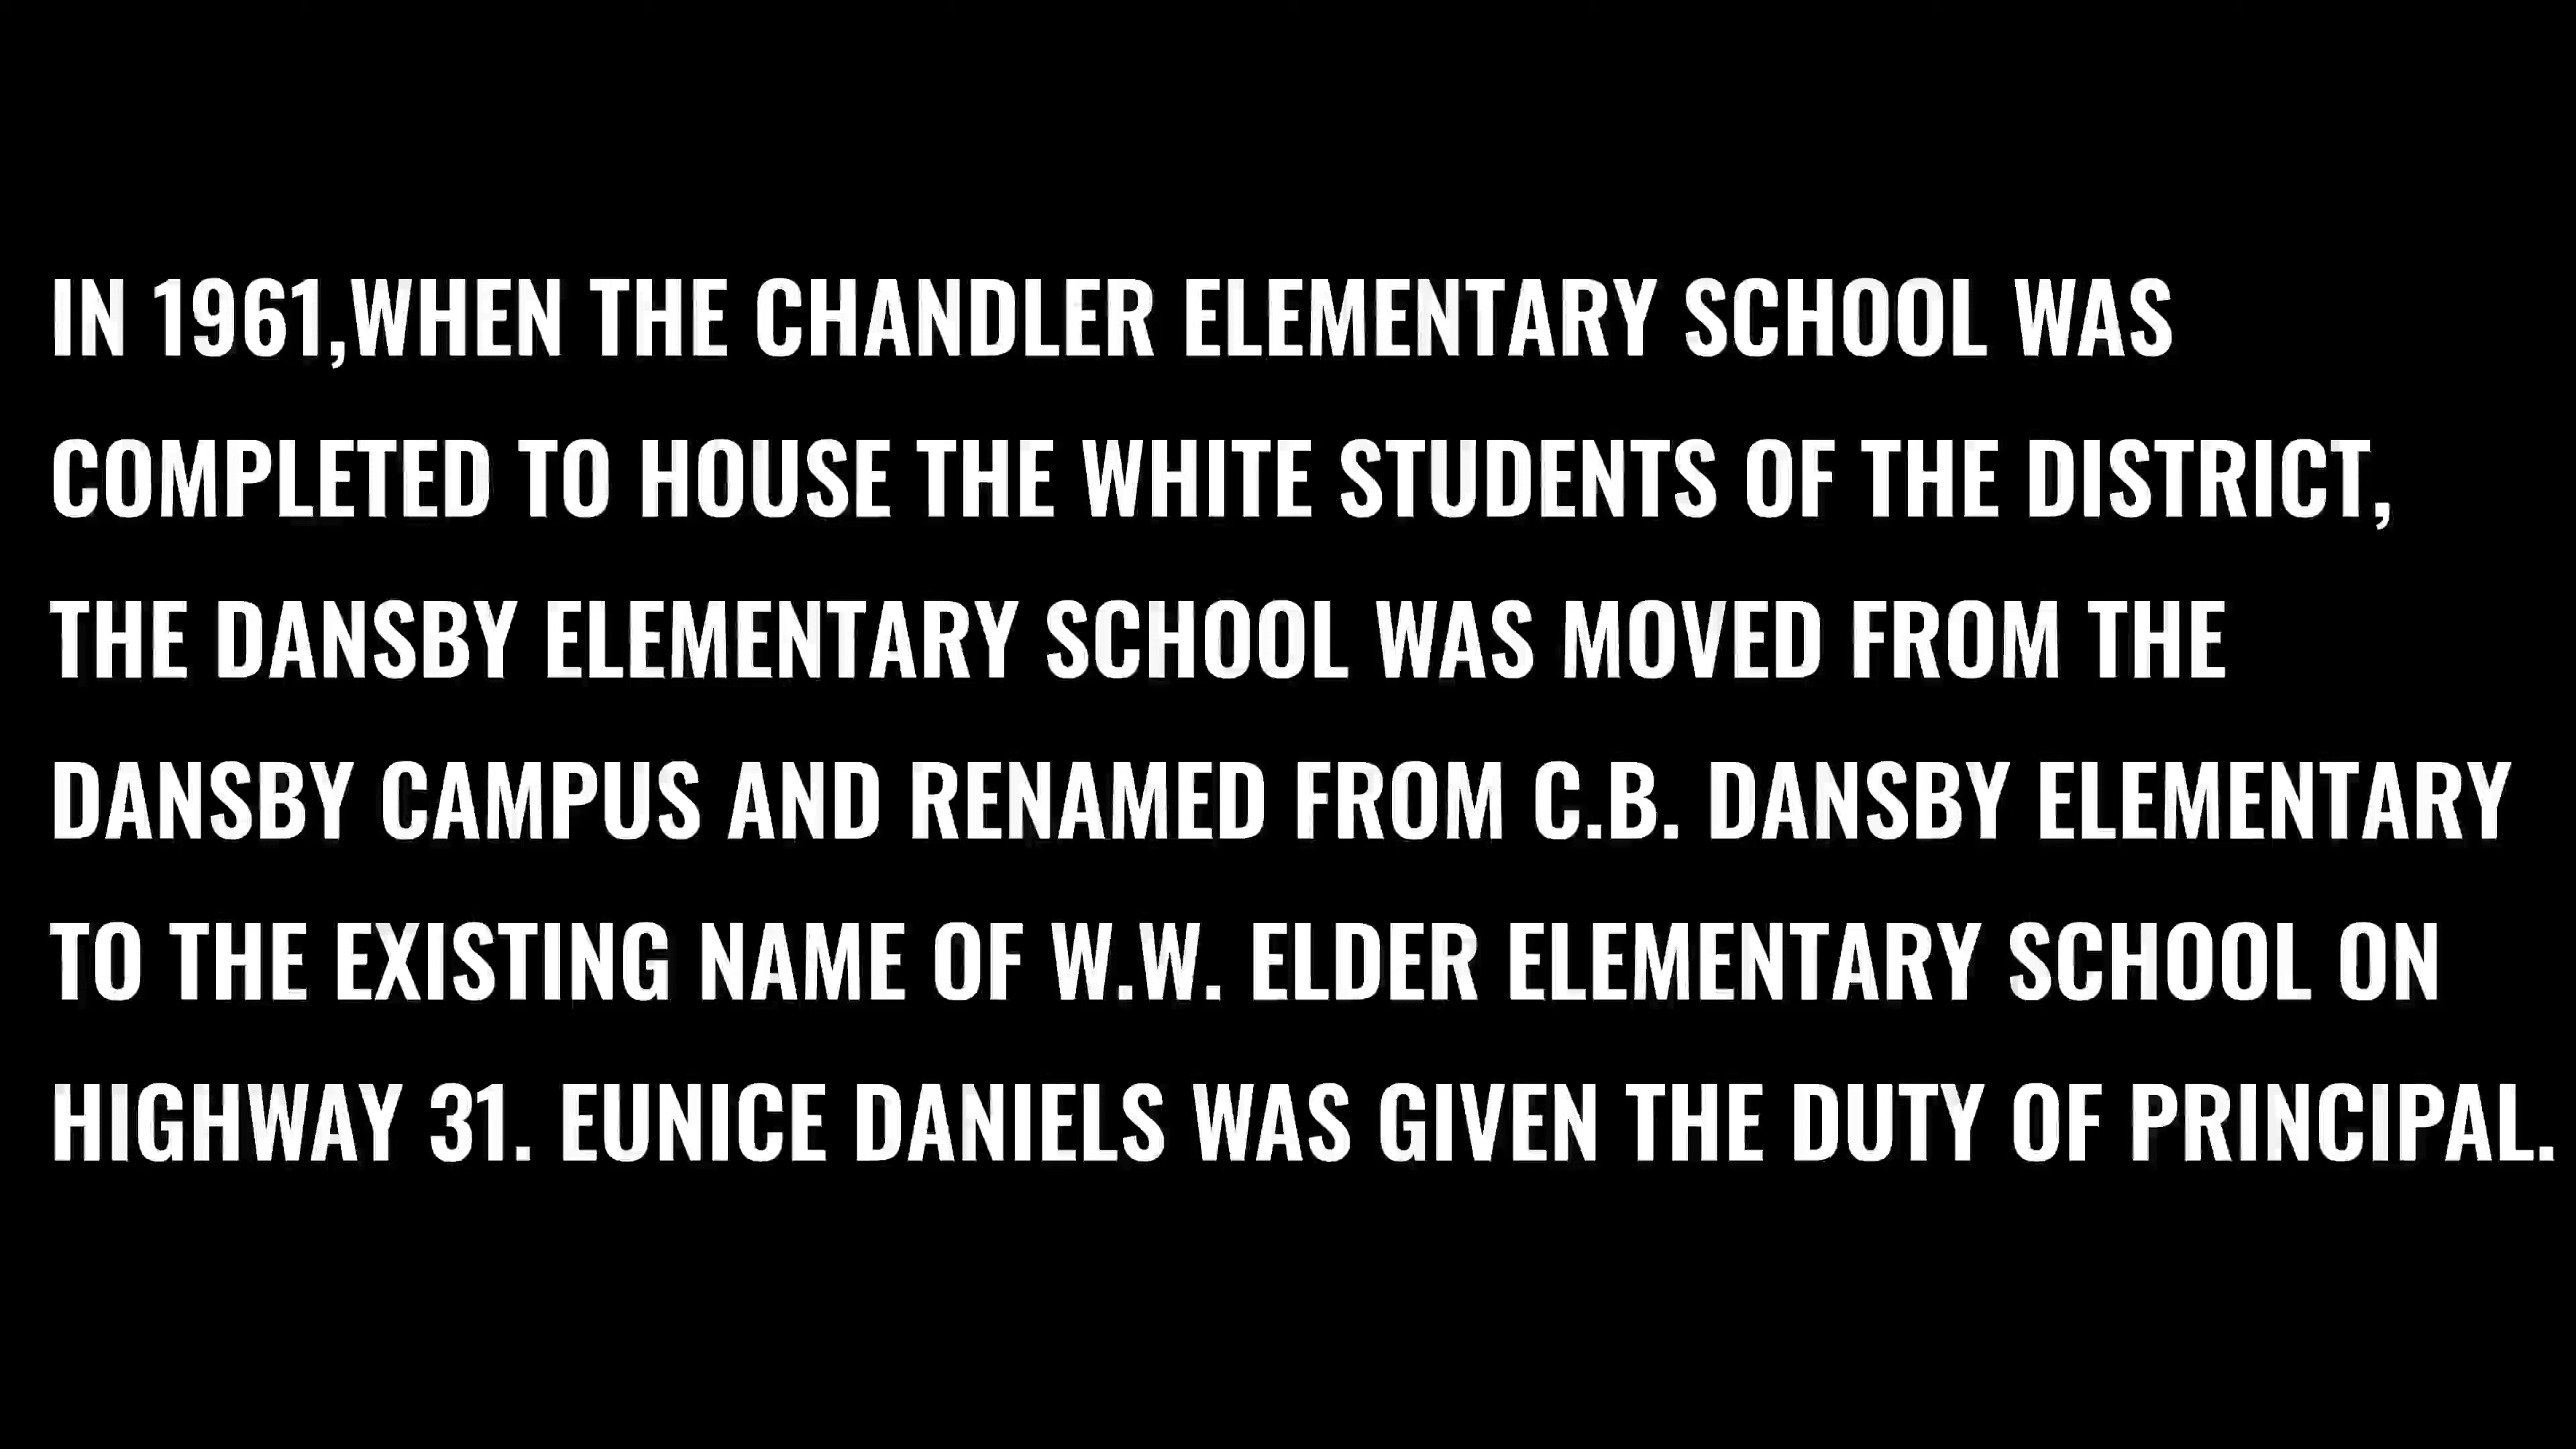 IN 1961,WHEN THE CHANDLER ELEMENTARY SCHOOL WAS
COMPLETED TO HOUSE THE WHITE STUDENTS OF THE DISTRICT,
THE DANSBY ELEMENTARY SCHOOL WAS MOVED FROM THE
DANSBY CAMPUS AND RENAMED FROM C.B. DANSBY ELEMENTARY
TO THE EXISTING NAME OF W.W. ELDER ELEMENTARY SCHOOL ON
HIGHWAY 31. EUNICE DANIELS WAS GIVEN THE DUTY OF PRINCIPAL.